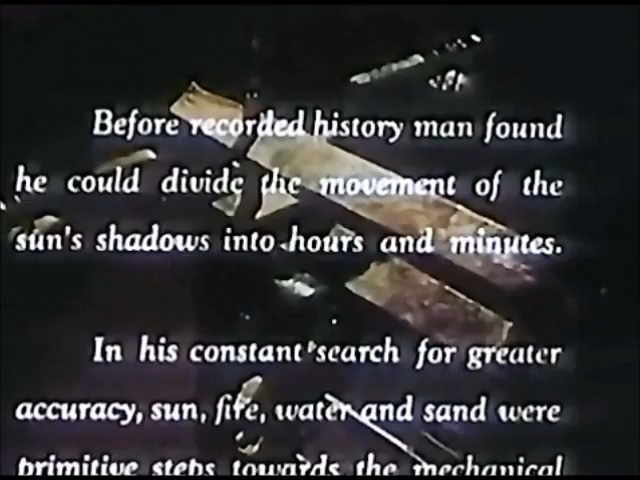 Before recorded history man found
he could divide the movement of the
sun's shadows into hours and minutes.
In his constant search for greater
accuracy, sun, fire, water and sand were
primitive steps towards the mechanical